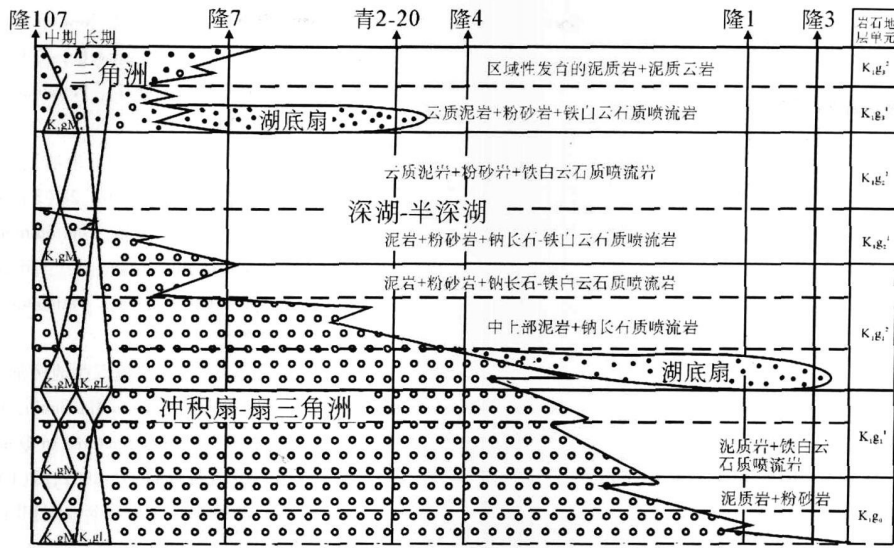 隆107 隆7 青2-20 隆4 隆1 隆3 岩石地
层单元
中期 长期
三角洲 区域性发育的泥质岩+泥质云岩 K₁g₃²
湖底扇 云质泥岩+粉砂岩+铁白云石质喷流岩 K₁g₃¹
云质泥岩+粉砂岩+铁白云石质喷流岩 K₁g₂²
深湖-半深湖
泥岩+粉砂岩+钠长石-铁白云石质喷流岩 K₁g₂¹
泥岩+粉砂岩+钠长石-铁白云石质喷流岩
中上部泥岩+钠长石质喷流岩 K₁g₁²
湖底扇
冲积扇-扇三角洲
泥质岩+铁白云
石质喷流岩 K₁g₁¹
泥质岩+粉砂岩 K₁g₀